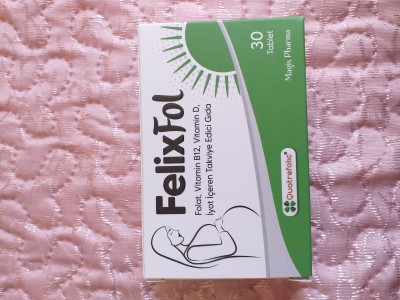 FelixFol
Folat, Vitamin B12, Vitamin D,
İyot İçeren Takviye Edici Gıda
30
Tablet
Magis Pharma
Quatrefolic®